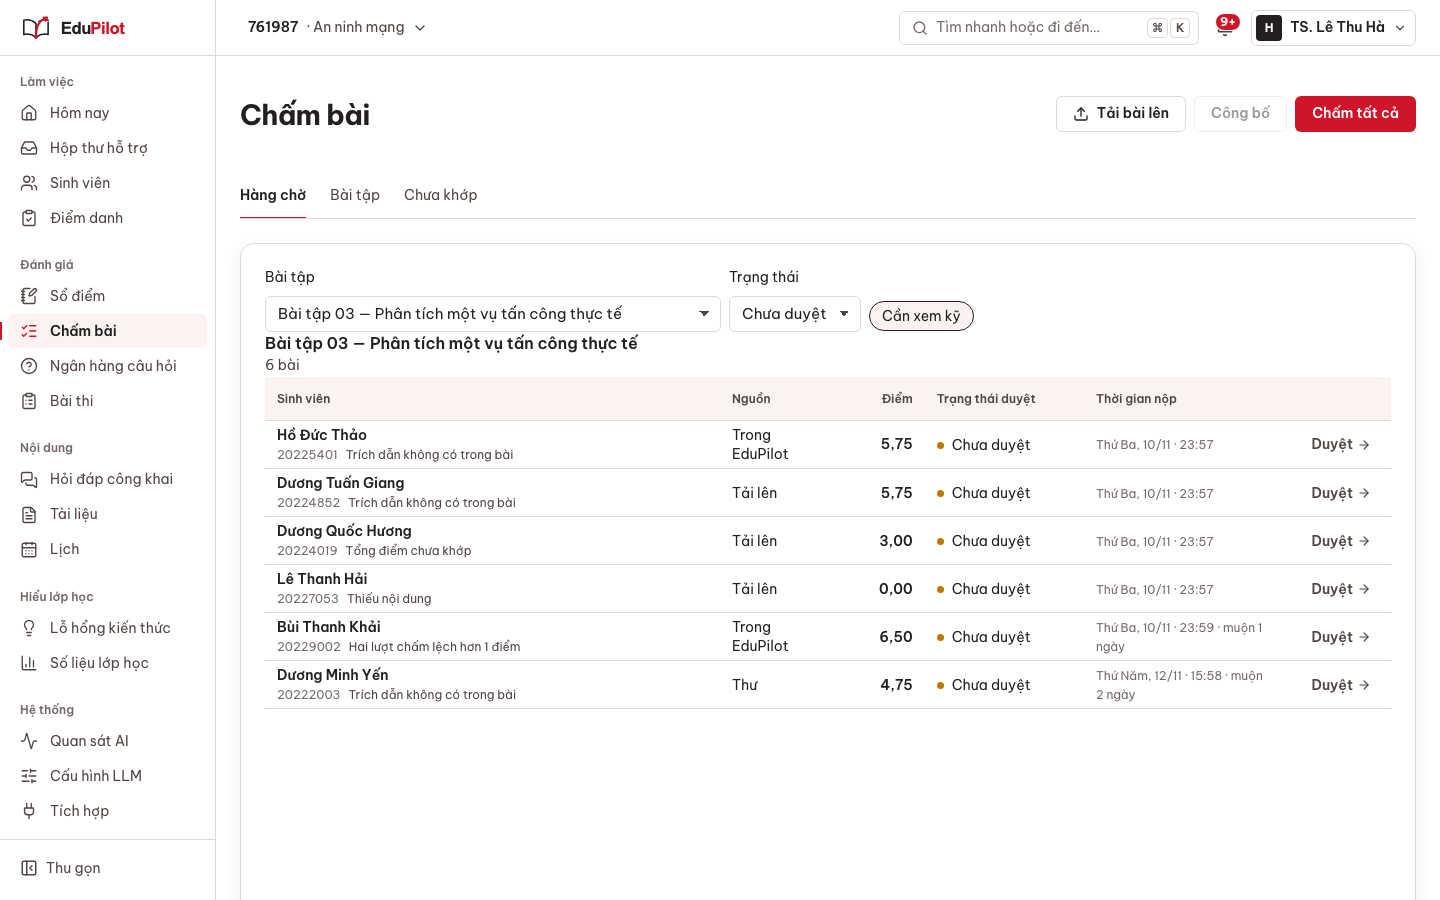 EduPilot
761987 · An ninh mạng
Tìm nhanh hoặc đi đến...
⌘ K
9+
H
TS. Lê Thu Hà
Làm việc
Hôm nay
Hộp thư hỗ trợ
Sinh viên
Điểm danh
Đánh giá
Sổ điểm
Chấm bài
Ngân hàng câu hỏi
Bài thi
Nội dung
Hỏi đáp công khai
Tài liệu
Lịch
Hiểu lớp học
Lỗ hổng kiến thức
Số liệu lớp học
Hệ thống
Quan sát AI
Cấu hình LLM
Tích hợp
Thu gọn
Chấm bài
Tải bài lên
Công bố
Chấm tất cả
Hàng chờ
Bài tập
Chưa khớp
Bài tập
Trạng thái
Bài tập 03 — Phân tích một vụ tấn công thực tế
Chưa duyệt
Cần xem kỹ
Bài tập 03 — Phân tích một vụ tấn công thực tế
6 bài
Sinh viên Nguồn Điểm Trạng thái duyệt Thời gian nộp
Hồ Đức Thảo
20225401 Trích dẫn không có trong bài
Trong
EduPilot
5,75
Chưa duyệt
Thứ Ba, 10/11 · 23:57
Duyệt →
Dương Tuấn Giang
20224852 Trích dẫn không có trong bài
Tải lên
5,75
Chưa duyệt
Thứ Ba, 10/11 · 23:57
Duyệt →
Dương Quốc Hương
20224019 Tổng điểm chưa khớp
Tải lên
3,00
Chưa duyệt
Thứ Ba, 10/11 · 23:57
Duyệt →
Lê Thanh Hải
20227053 Thiếu nội dung
Tải lên
0,00
Chưa duyệt
Thứ Ba, 10/11 · 23:57
Duyệt →
Bùi Thanh Khải
20229002 Hai lượt chấm lệch hơn 1 điểm
Trong
EduPilot
6,50
Chưa duyệt
Thứ Ba, 10/11 · 23:59 · muộn 1
ngày
Duyệt →
Dương Minh Yến
20222003 Trích dẫn không có trong bài
Thư
4,75
Chưa duyệt
Thứ Năm, 12/11 · 15:58 · muộn
2 ngày
Duyệt →